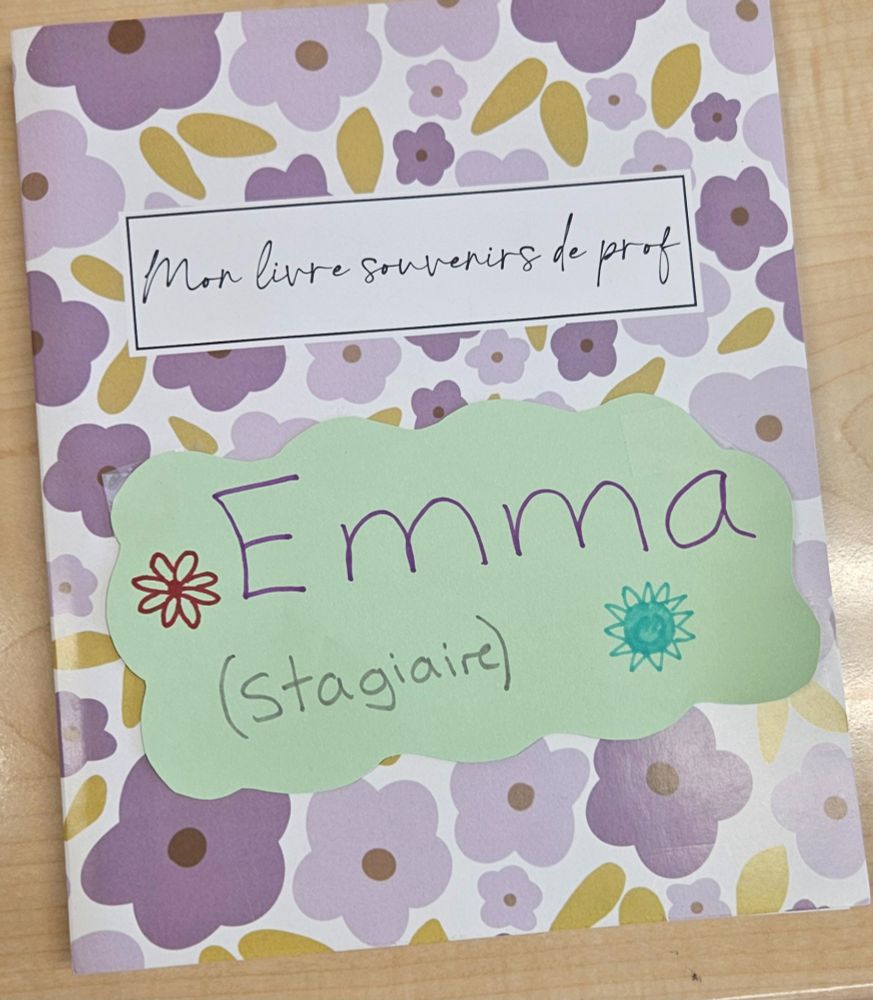 Mon livre souvenirs de prof
Emma
(stagiaire)